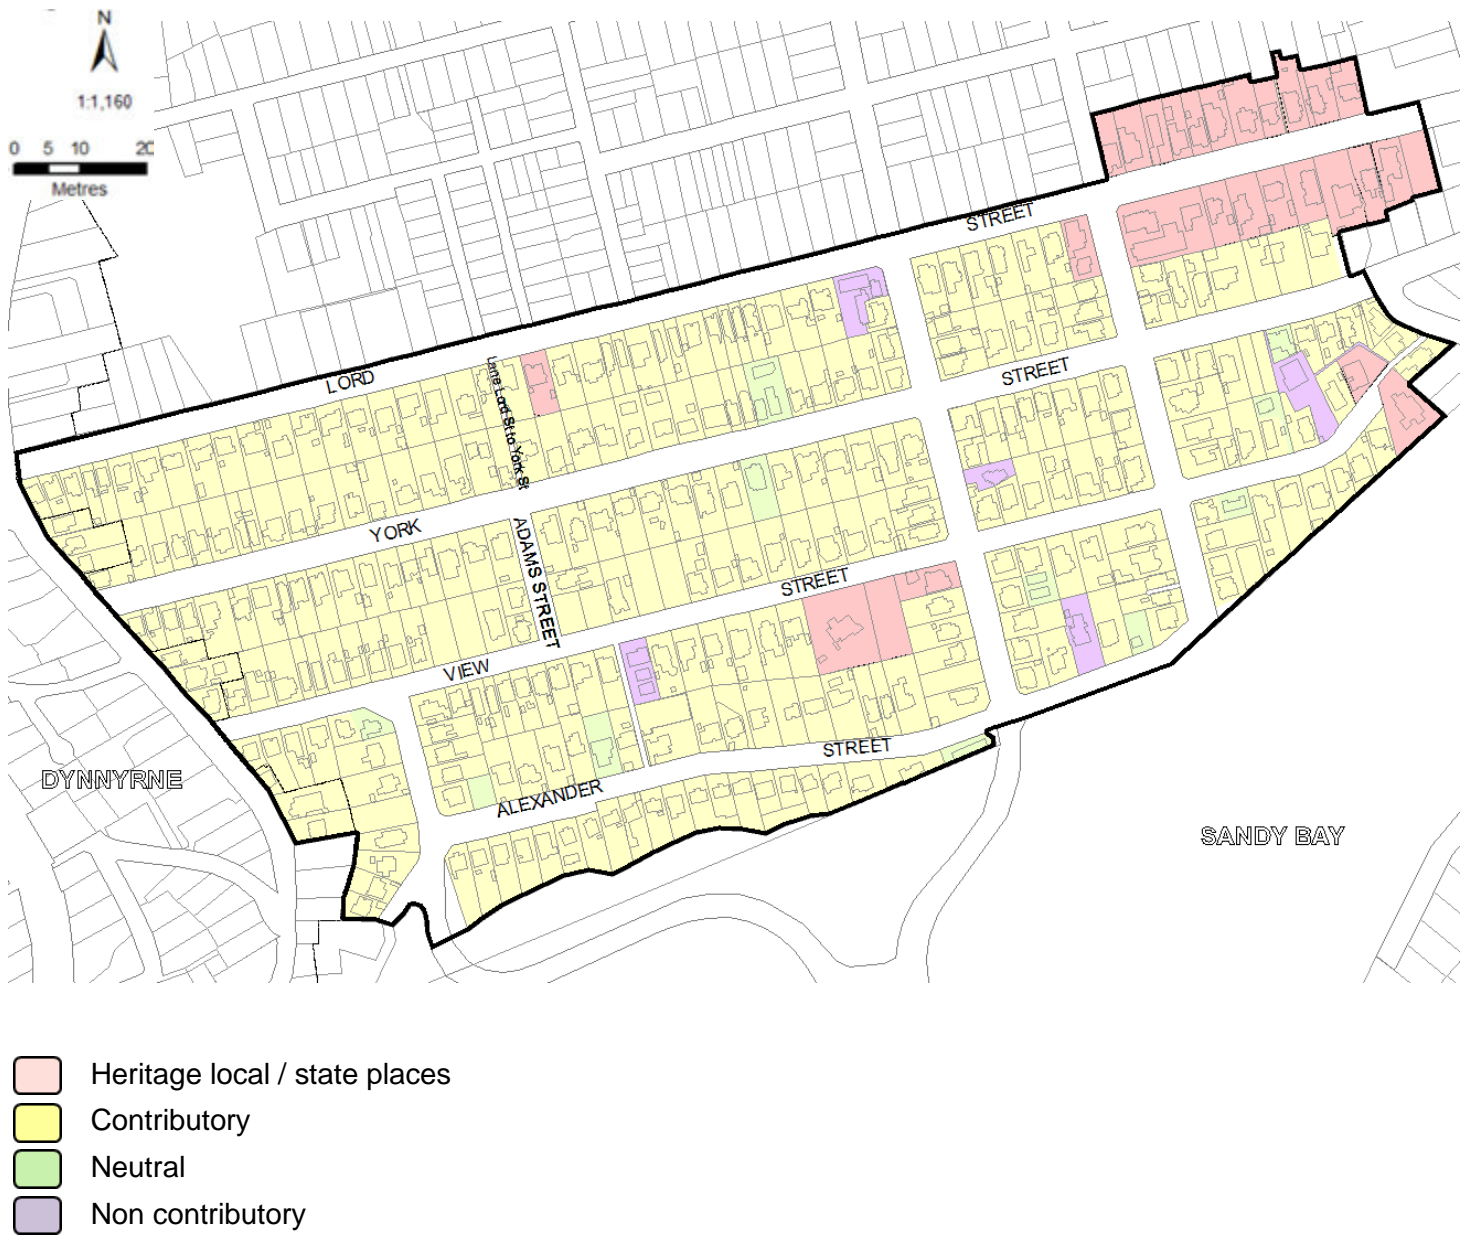 N
1:1,160
0 5 10 20
Metres
STREET
LORD
STREET
Lane Lord St to York St
YORK
ADAMS STREET
STREET
VIEW
STREET
ALEXANDER
DYNNYRNE
SANDY BAY
Heritage local / state places
Contributory
Neutral
Non contributory